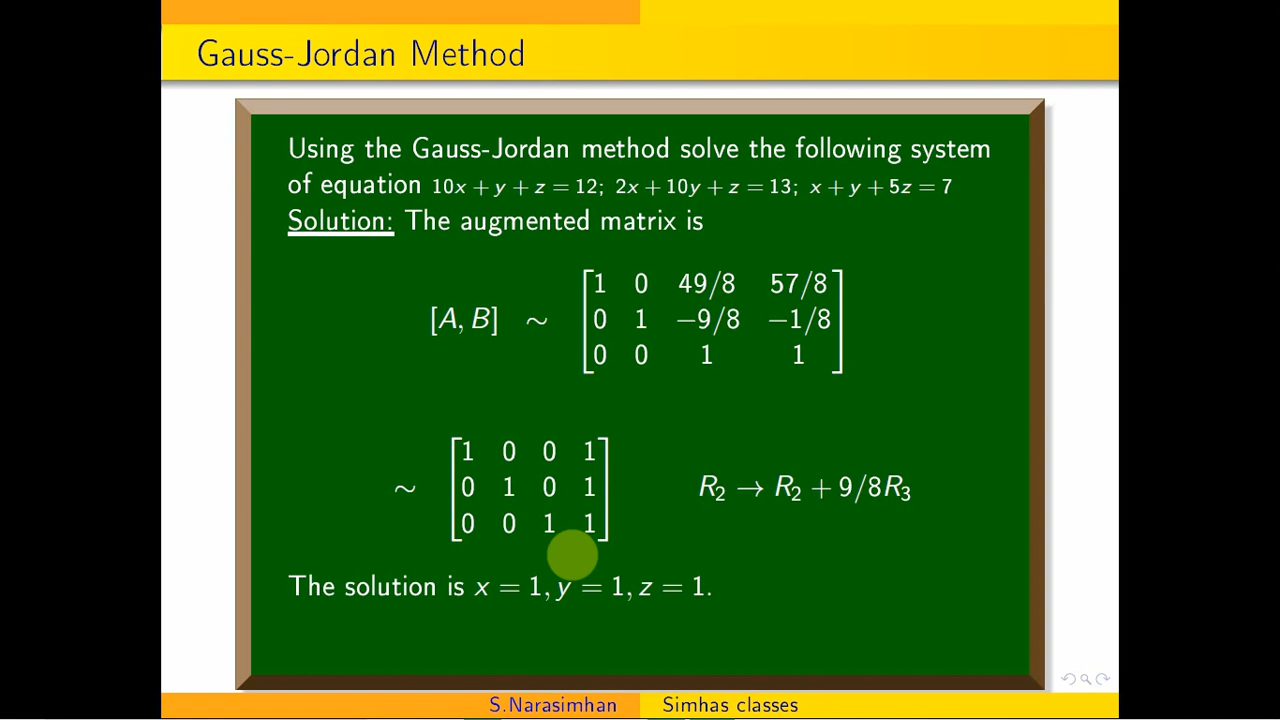 Gauss-Jordan Method
Using the Gauss-Jordan method solve the following system
of equation 10x + y + z = 12; 2x + 10y + z = 13; x + y + 5z = 7
Solution: The augmented matrix is
[A, B] ∼ [1 0 49/8 57/8
0 1 −9/8 −1/8
0 0 1 1]
∼ [1 0 0 1
0 1 0 1
0 0 1 1] R₂ → R₂ + 9/8R₃
The solution is x = 1, y = 1, z = 1.
S.Narasimhan Simhas classes